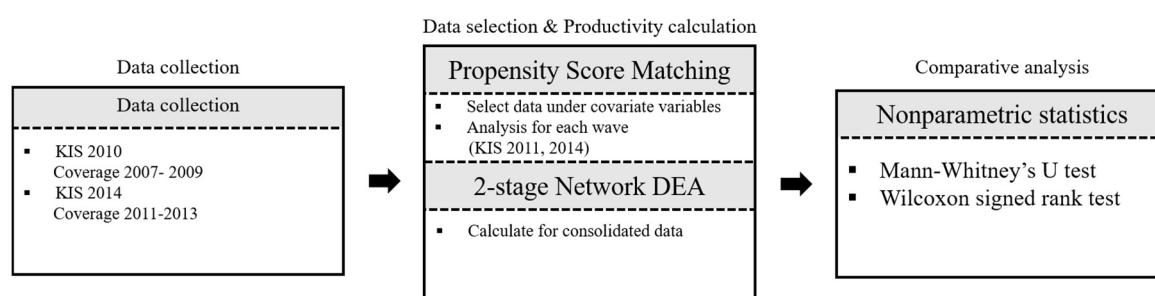 Data collection
Data collection
▪ KIS 2010
Coverage 2007- 2009
▪ KIS 2014
Coverage 2011-2013
Data selection & Productivity calculation
Propensity Score Matching
▪ Select data under covariate variables
▪ Analysis for each wave
(KIS 2011, 2014)
2-stage Network DEA
▪ Calculate for consolidated data
Comparative analysis
Nonparametric statistics
▪ Mann-Whitney’s U test
▪ Wilcoxon signed rank test